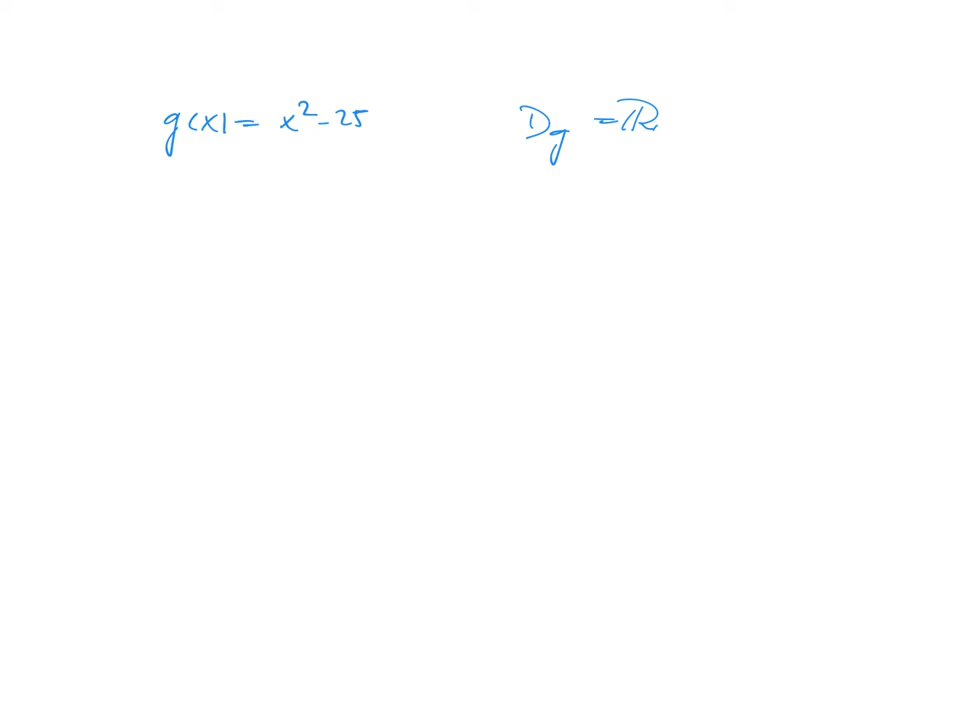 g(x) = x² - 25 D_g = ℝ